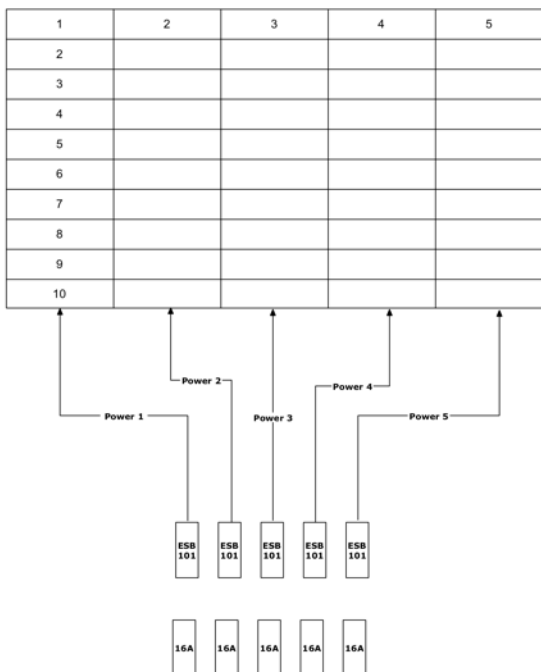 1 2 3 4 5
2
3
4
5
6
7
8
9
10
Power 2
Power 4
Power 1
Power 3
Power 5
ESB ESB ESB ESB ESB
101 101 101 101 101
16A 16A 16A 16A 16A